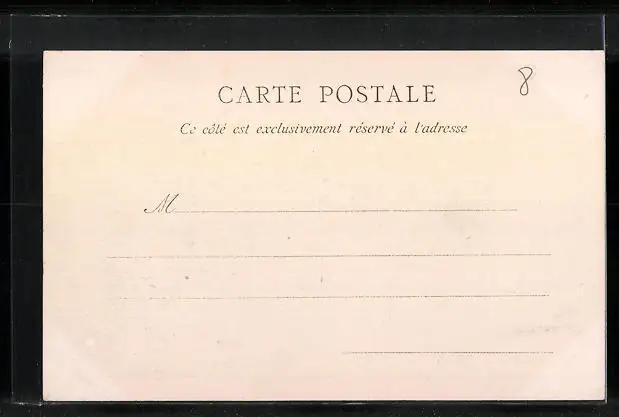 CARTE POSTALE
8
Ce côté est exclusivement réservé à l'adresse
M